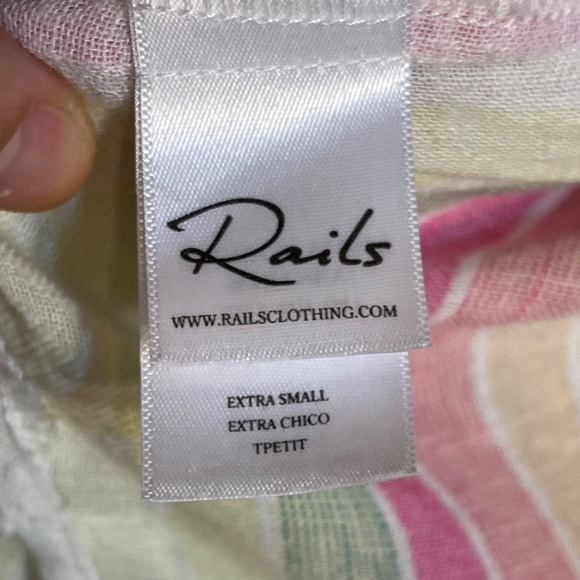 Rails
WWW.RAILSCLOTHING.COM
EXTRA SMALL
EXTRA CHICO
TPETIT